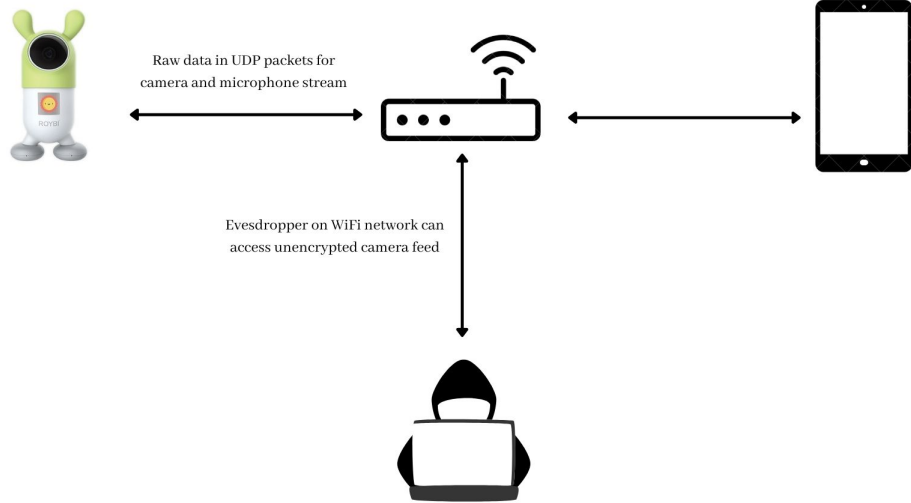 Raw data in UDP packets for
camera and microphone stream
ROYBI
Evesdropper on WiFi network can
access unencrypted camera feed